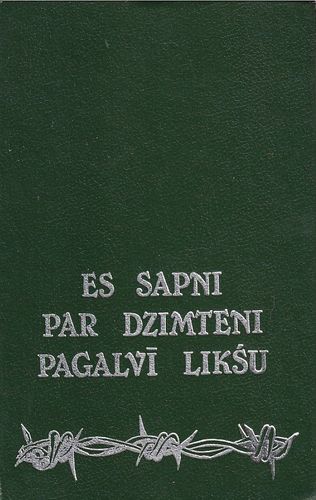 ES SAPNI
PAR DZIMTENI
PAGALVĪ LIKŠU